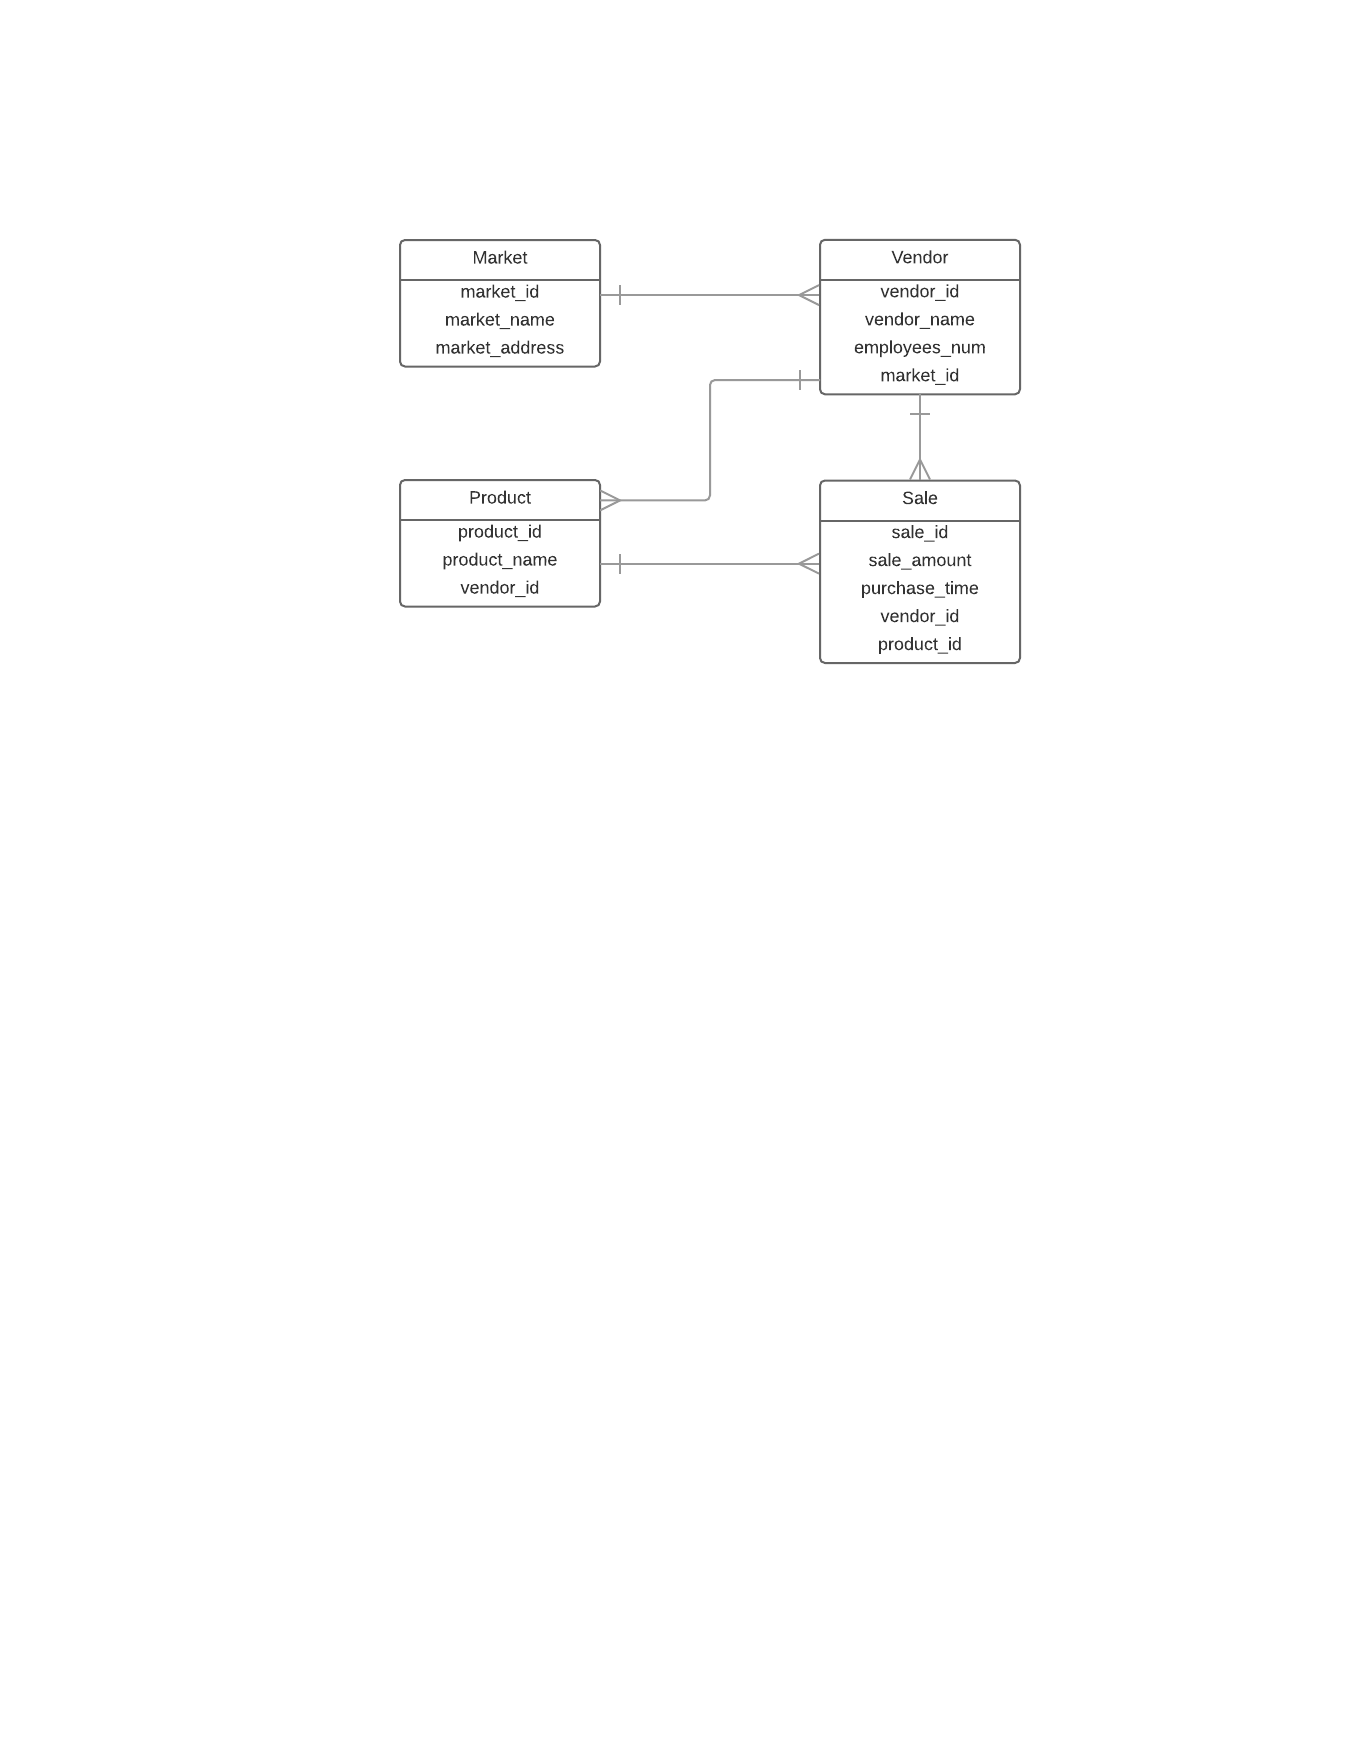 Market
market_id
market_name
market_address
Vendor
vendor_id
vendor_name
employees_num
market_id
Product
product_id
product_name
vendor_id
Sale
sale_id
sale_amount
purchase_time
vendor_id
product_id